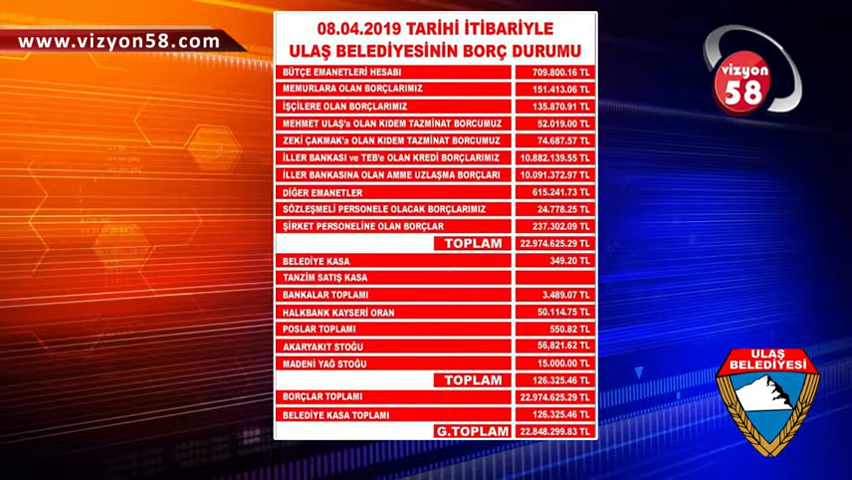 www.vizyon58.com
08.04.2019 TARİHİ İTİBARİYLE
ULAŞ BELEDİYESİNİN BORÇ DURUMU
BÜTÇE EMANETLERİ HESABI 709.800.16 TL
MEMURLARA OLAN BORÇLARIMIZ 151.413.06 TL
İŞÇİLERE OLAN BORÇLARIMIZ 135.870.91 TL
MEHMET ULAŞ'a OLAN KIDEM TAZMİNAT BORCUMUZ 52.019.00 TL
ZEKİ ÇAKMAK'a OLAN KIDEM TAZMİNAT BORCUMUZ 74.687.57 TL
İLLER BANKASI ve TEB'e OLAN KREDİ BORÇLARIMIZ 10.882.139.55 TL
İLLER BANKASINA OLAN AMME UZLAŞMA BORÇLARI 10.091.372.97 TL
DİĞER EMANETLER 615.241.73 TL
SÖZLEŞMELİ PERSONELE OLACAK BORÇLARIMIZ 24.778.25 TL
ŞİRKET PERSONELİNE OLAN BORÇLAR 237.302.09 TL
TOPLAM 22.974.625.29 TL
BELEDİYE KASA 349.20 TL
TANZİM SATIŞ KASA
BANKALAR TOPLAMI 3.489.07 TL
HALKBANK KAYSERİ ORAN 50.114.75 TL
POSLAR TOPLAMI 550.82 TL
AKARYAKIT STOĞU 56,821.62 TL
MADENİ YAĞ STOĞU 15.000.00 TL
TOPLAM 126.325.46 TL
BORÇLAR TOPLAMI 22.974.625.29 TL
BELEDİYE KASA TOPLAMI 126.325.46 TL
G.TOPLAM 22.848.299.83 TL
vizyon
58
ULAŞ
BELEDİYESİ